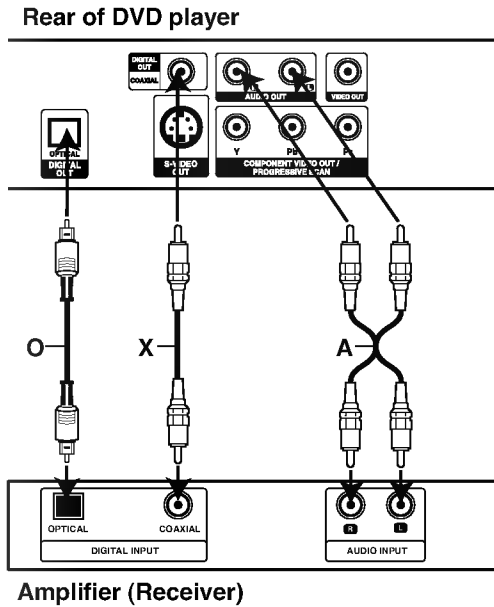 Rear of DVD player
DIGITAL
OUT
COAXIAL
R
L
AUDIO OUT
VIDEO OUT
OPTICAL
DIGITAL
OUT
S-VIDEO
OUT
Y
Pb
COMPONENT VIDEO OUT /
PROGRESSIVE SCAN
O
X
A
OPTICAL
COAXIAL
DIGITAL INPUT
R
L
AUDIO INPUT
Amplifier (Receiver)